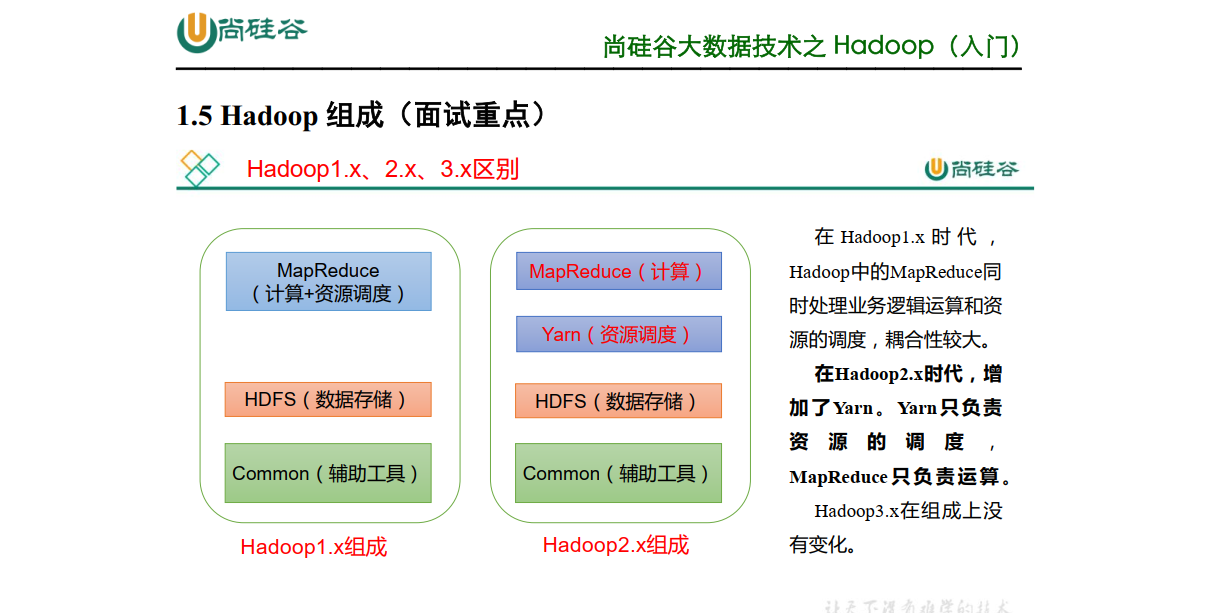 尚硅谷
尚硅谷大数据技术之 Hadoop（入门）
1.5 Hadoop 组成（面试重点）
Hadoop1.x、2.x、3.x区别
尚硅谷
MapReduce
（计算+资源调度）
HDFS（数据存储）
Common（辅助工具）
Hadoop1.x组成
MapReduce（计算）
Yarn（资源调度）
HDFS（数据存储）
Common（辅助工具）
Hadoop2.x组成
在Hadoop1.x时代，
Hadoop中的MapReduce同
时处理业务逻辑运算和资
源的调度，耦合性较大。
在Hadoop2.x时代，增
加了Yarn。Yarn只负责
资源的调度，
MapReduce只负责运算。
Hadoop3.x在组成上没
有变化。
让天下没有难学的技术